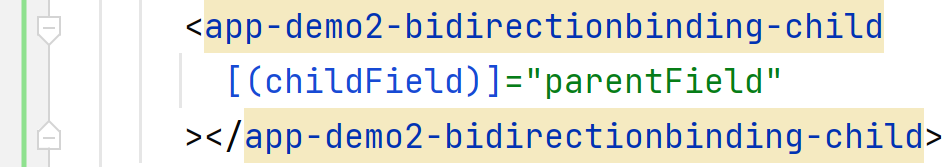 <app-demo2-bidirectionbinding-child
[(childField)]="parentField"
></app-demo2-bidirectionbinding-child>